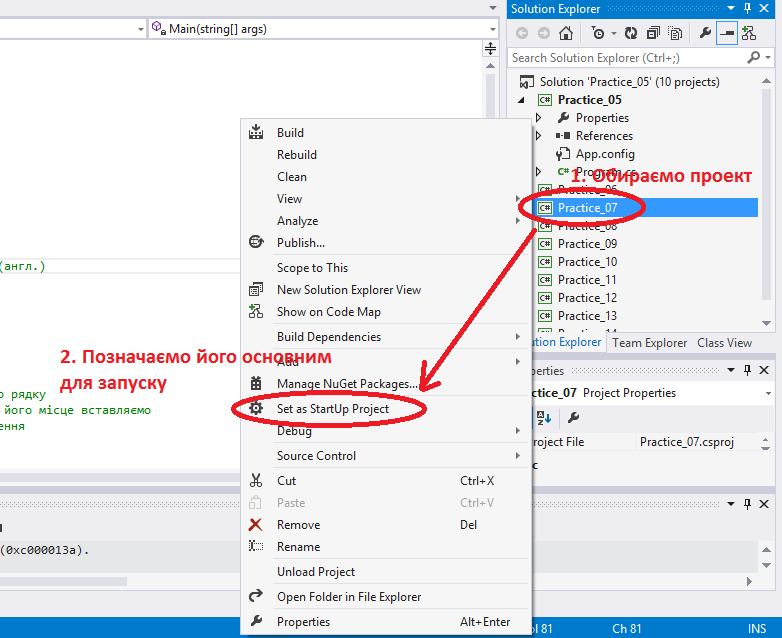 Main(string[] args)
(англ.)
о рядку
його місце вставляємо
ення
(0xc000013a).
Build
Rebuild
Clean
View
Analyze
Publish...
Scope to This
New Solution Explorer View
Show on Code Map
Build Dependencies
Add
Manage NuGet Packages...
Set as StartUp Project
Debug
Source Control
Cut Ctrl+X
Paste Ctrl+V
Remove Del
Rename
Unload Project
Open Folder in File Explorer
Properties Alt+Enter
1. Обираємо проект
2. Позначаємо його основним
для запуску
Solution Explorer
Search Solution Explorer (Ctrl+;)
Solution 'Practice_05' (10 projects)
Practice_05
Properties
References
App.config
Program.cs
Practice_06
Practice_07
Practice_08
Practice_09
Practice_10
Practice_11
Practice_12
Practice_13
Practice_14
ution Explorer Team Explorer Class View
erties
ctice_07 Project Properties
roject File Practice_07.csproj
c
ol 81 Ch 81 INS